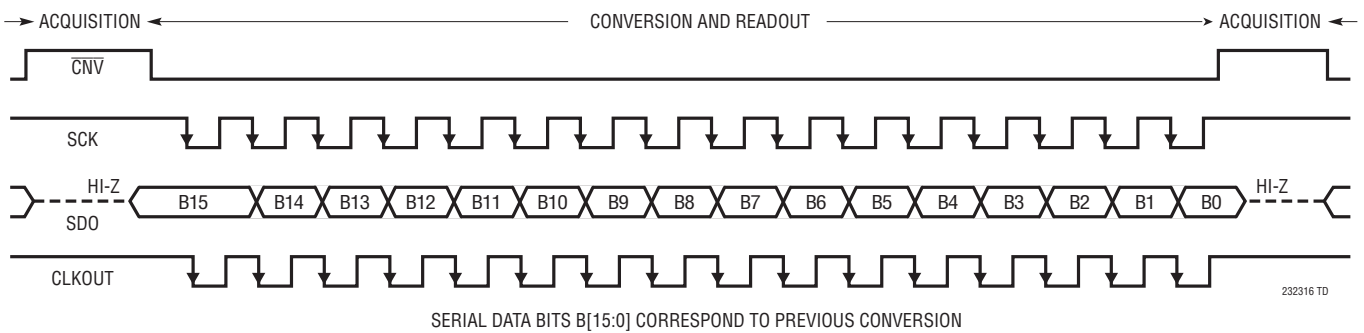 ACQUISITION CONVERSION AND READOUT ACQUISITION
CNV
SCK
HI-Z B15 B14 B13 B12 B11 B10 B9 B8 B7 B6 B5 B4 B3 B2 B1 B0 HI-Z
SDO
CLKOUT
232316 TD
SERIAL DATA BITS B[15:0] CORRESPOND TO PREVIOUS CONVERSION